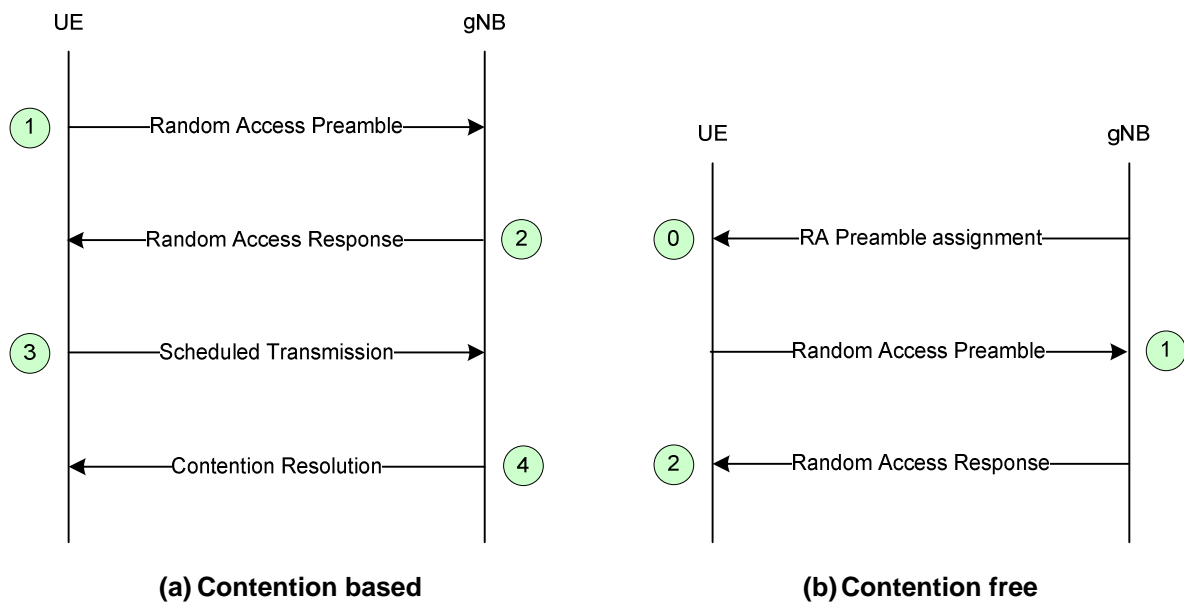 UE
gNB
1
Random Access Preamble
Random Access Response
2
3
Scheduled Transmission
Contention Resolution
4
(a) Contention based
UE
gNB
0
RA Preamble assignment
Random Access Preamble
1
2
Random Access Response
(b) Contention free